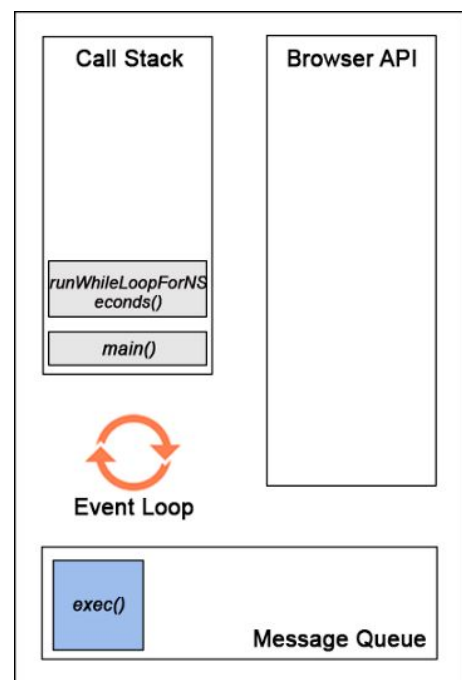 Call Stack
Browser API
runWhileLoopForNS
econds()
main()
Event Loop
exec()
Message Queue